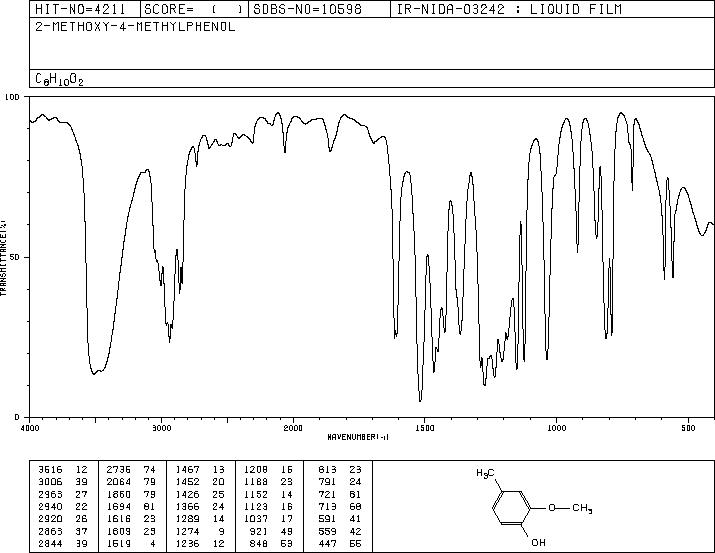 HIT-NO=4211 SCORE= ( ) SDBS-NO=10598 IR-NIDA-03242 : LIQUID FILM
2-METHOXY-4-METHYLPHENOL
C8H10O2
100
50
0
TRANSMITTANCE(%)
4000 3000 2000 1500 1000 500
WAVENUMBER(-1)
3516 12 2736 74 1467 13 1208 16 813 23
3006 39 2064 79 1452 20 1188 23 791 24
2963 27 1860 79 1426 25 1152 14 721 81
2940 22 1694 81 1366 24 1123 16 713 68
2920 26 1616 23 1289 14 1037 17 591 41
2863 37 1609 25 1274 9 921 49 559 42
2844 39 1519 4 1236 12 848 53 447 55
H3C
O CH3
OH